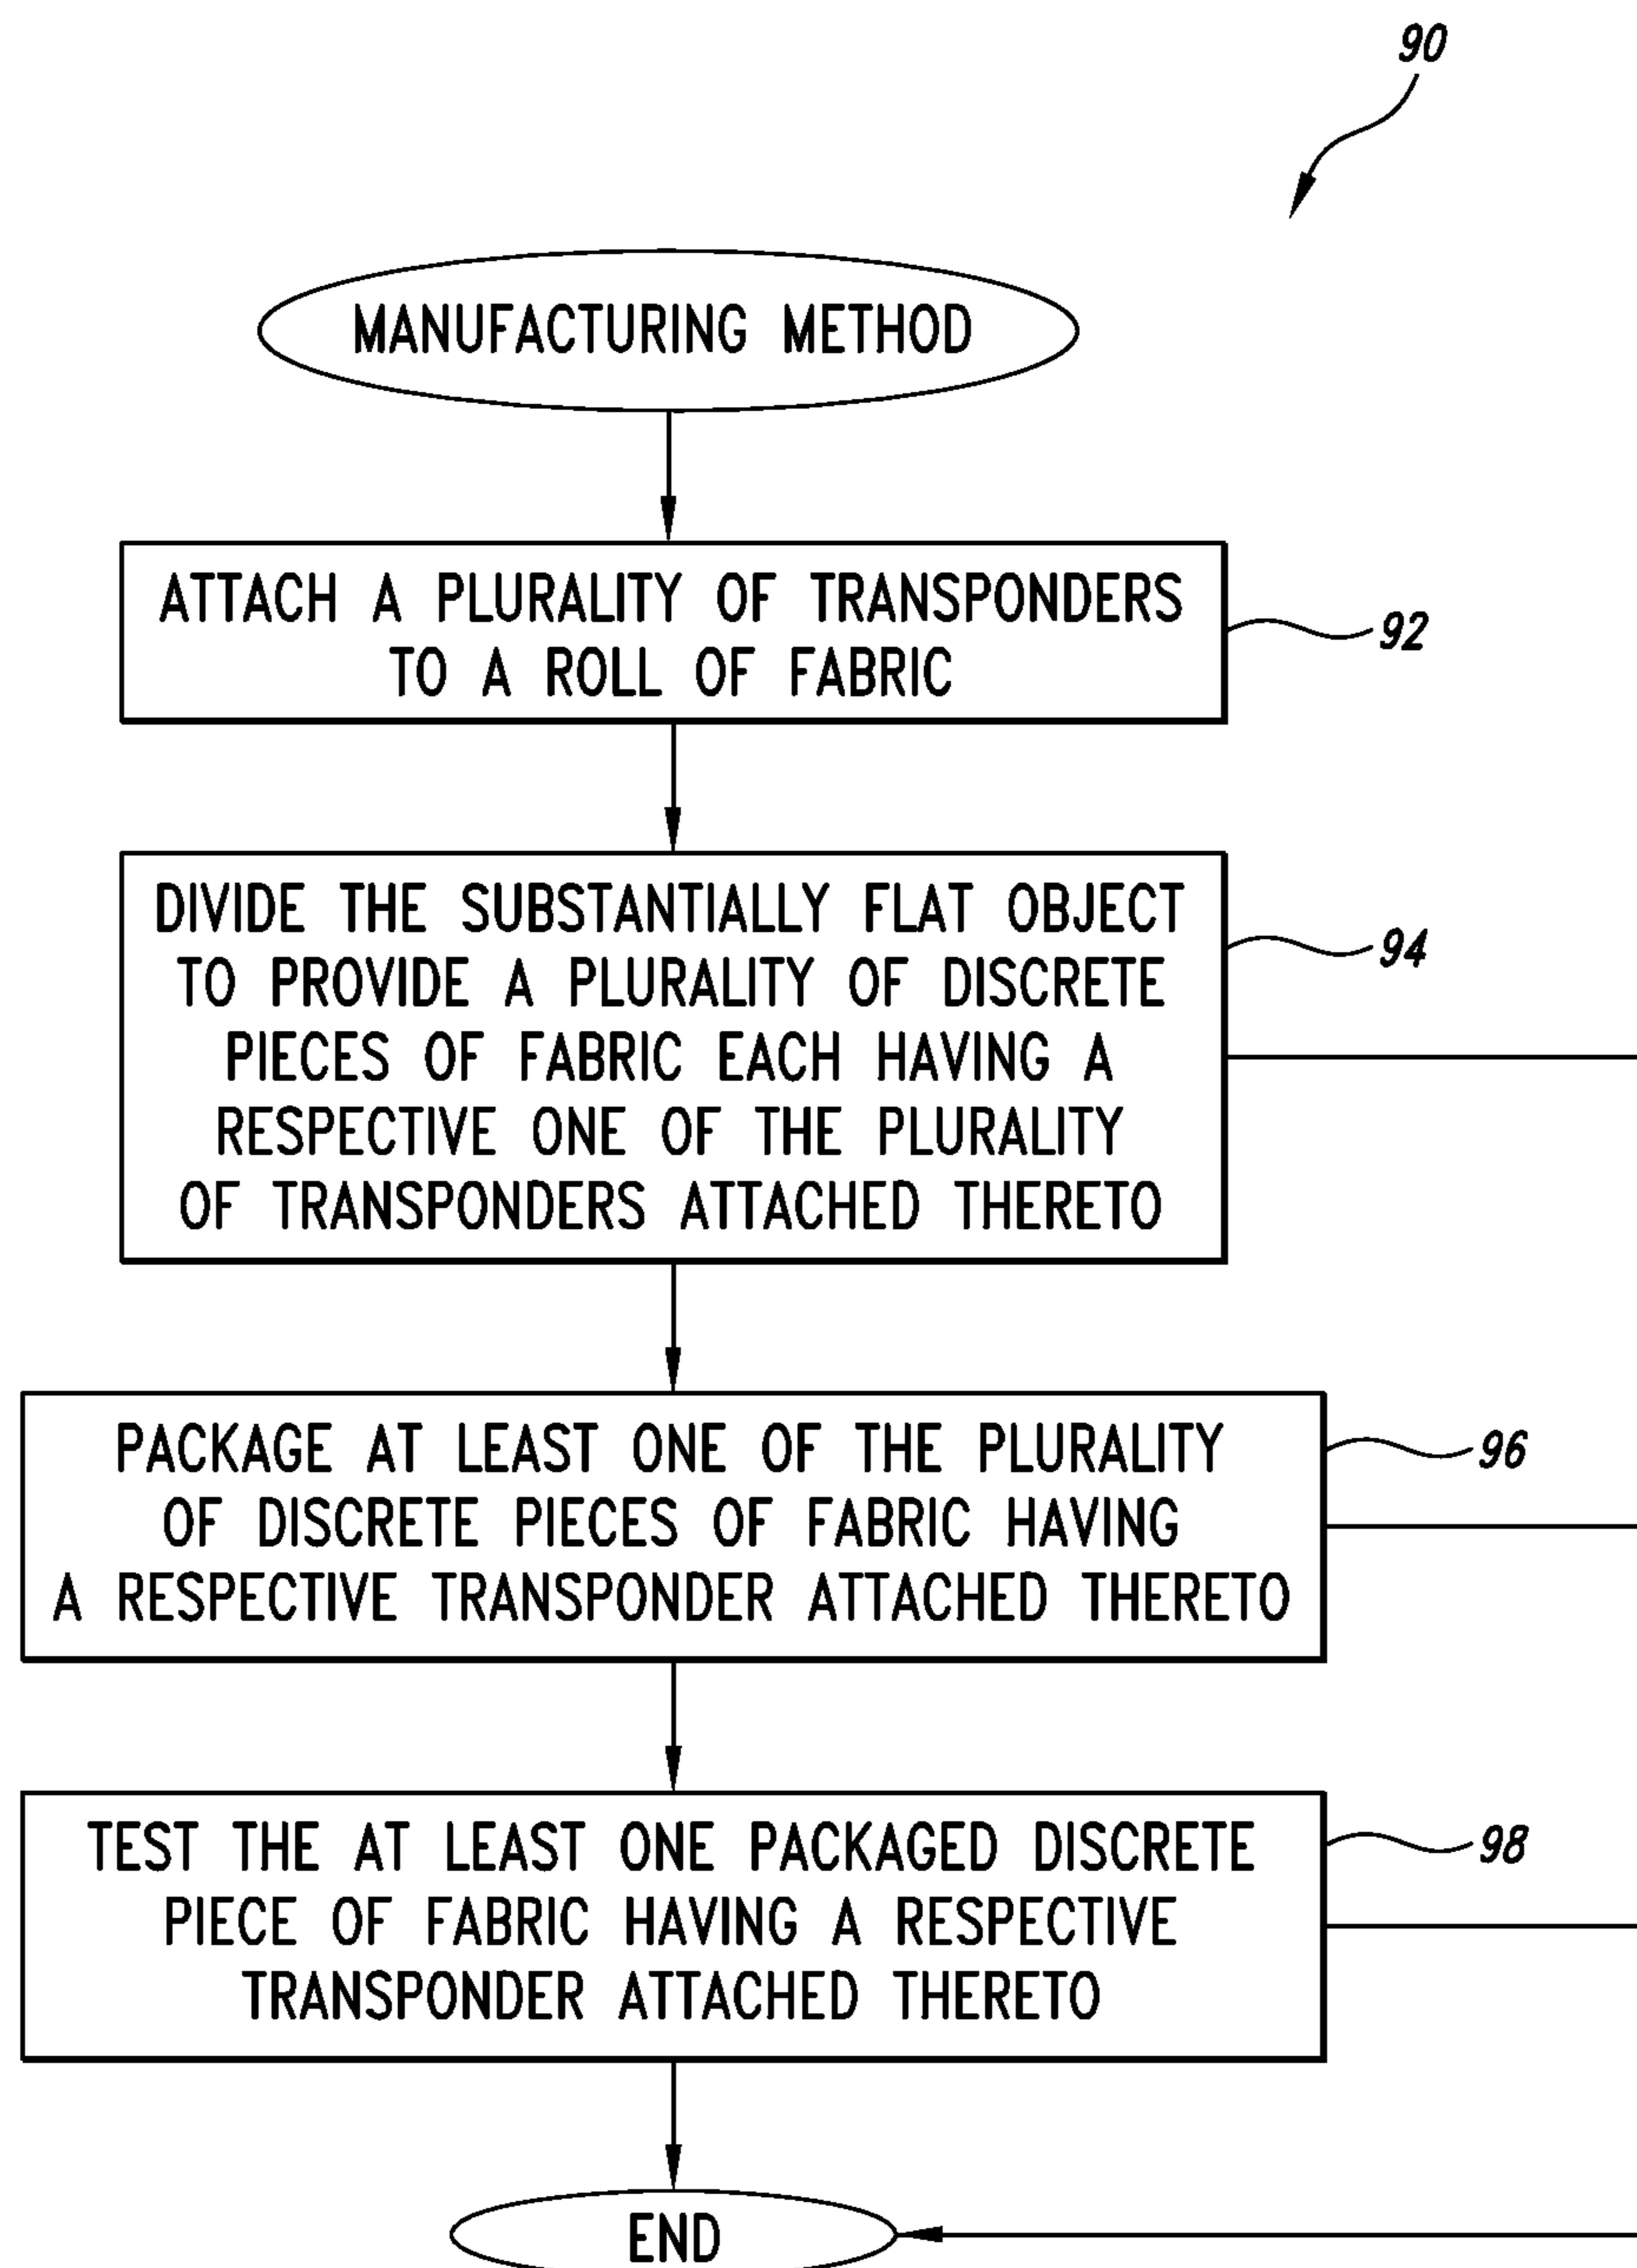 90
MANUFACTURING METHOD
ATTACH A PLURALITY OF TRANSPONDERS
TO A ROLL OF FABRIC
92
DIVIDE THE SUBSTANTIALLY FLAT OBJECT
TO PROVIDE A PLURALITY OF DISCRETE
PIECES OF FABRIC EACH HAVING A
RESPECTIVE ONE OF THE PLURALITY
OF TRANSPONDERS ATTACHED THERETO
94
PACKAGE AT LEAST ONE OF THE PLURALITY
OF DISCRETE PIECES OF FABRIC HAVING
A RESPECTIVE TRANSPONDER ATTACHED THERETO
96
TEST THE AT LEAST ONE PACKAGED DISCRETE
PIECE OF FABRIC HAVING A RESPECTIVE
TRANSPONDER ATTACHED THERETO
98
END